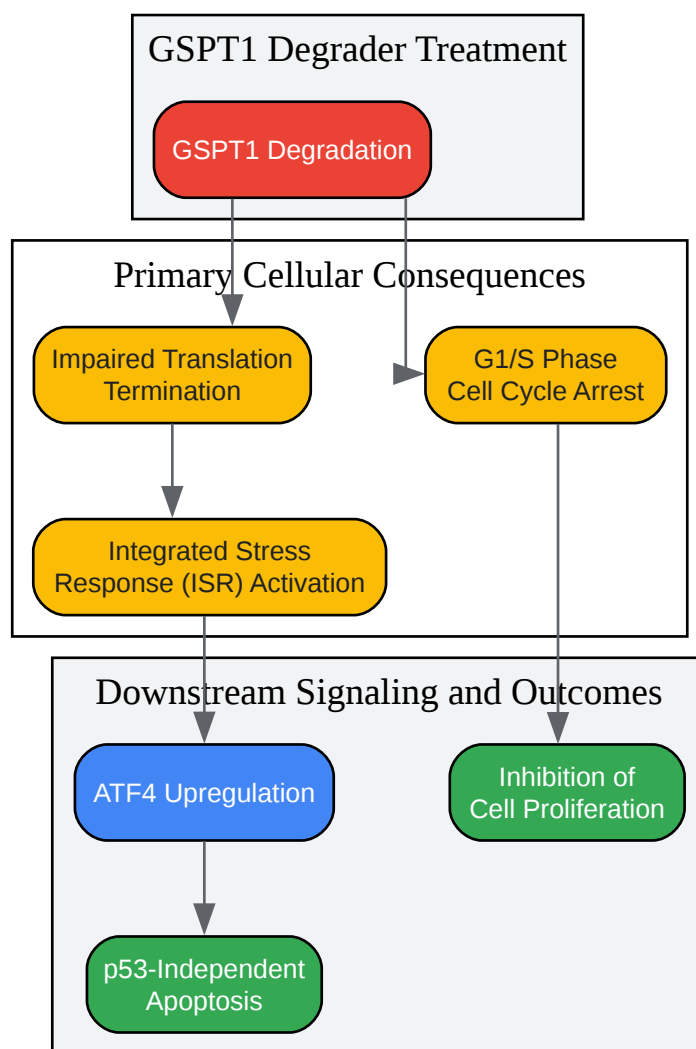 GSPT1 Degrader Treatment
GSPT1 Degradation
Primary Cellular Consequences
Impaired Translation
Termination
G1/S Phase
Cell Cycle Arrest
Integrated Stress
Response (ISR) Activation
Downstream Signaling and Outcomes
ATF4 Upregulation
Inhibition of
Cell Proliferation
p53-Independent
Apoptosis